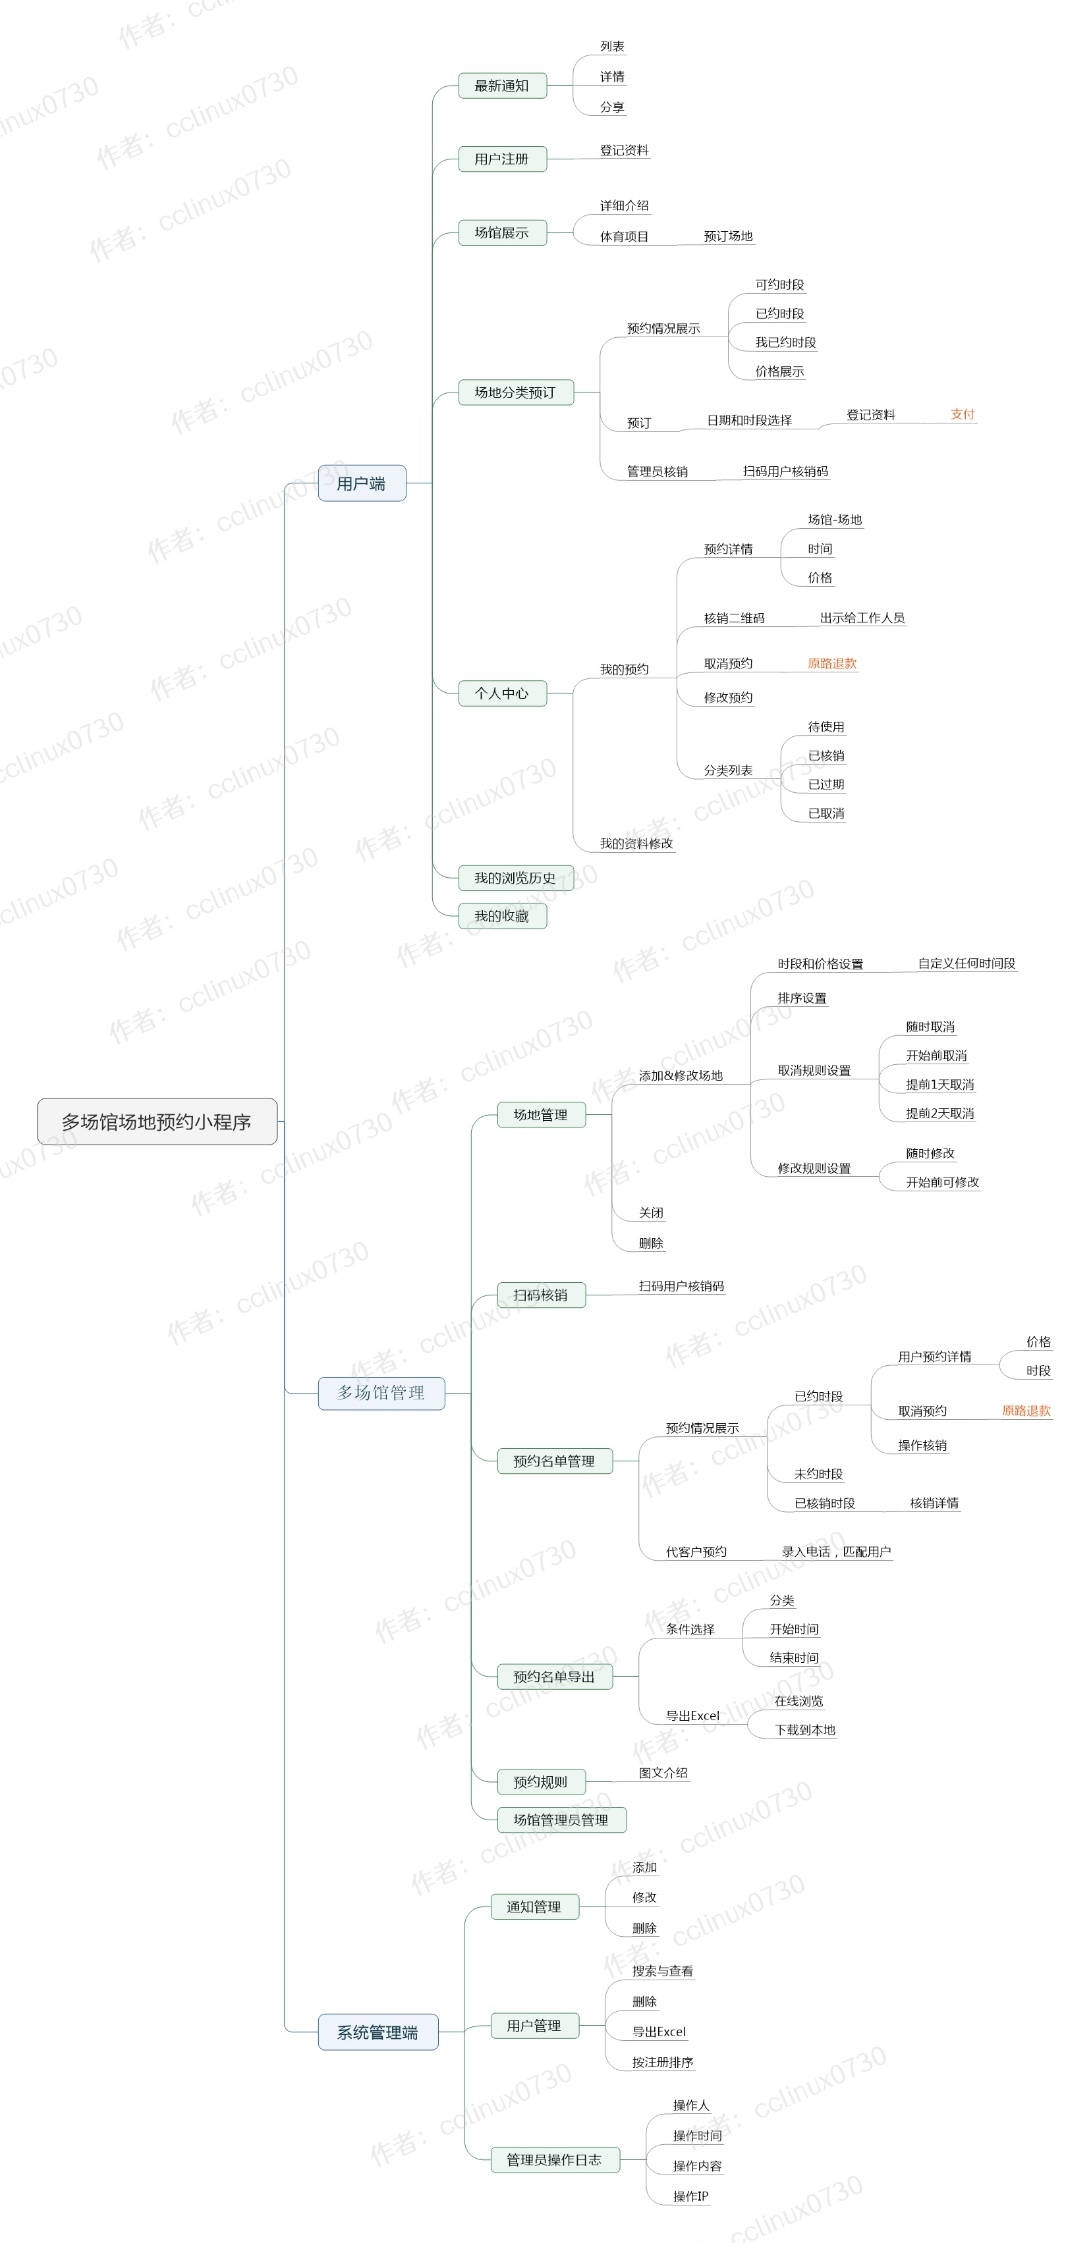 多场馆场地预约小程序
用户端
最新通知
列表
详情
分享
用户注册
登记资料
场馆展示
详细介绍
体育项目
预订场地
场地分类预订
预约情况展示
可约时段
已约时段
我已约时段
价格展示
预订
日期和时段选择
登记资料
支付
管理员核销
扫码用户核销码
个人中心
我的预约
预约详情
场馆-场地
时间
价格
核销二维码
出示给工作人员
取消预约
原路退款
修改预约
分类列表
待使用
已核销
已过期
已取消
我的资料修改
我的浏览历史
我的收藏
多场馆管理
场地管理
添加&修改场地
时段和价格设置
自定义任何时间段
排序设置
取消规则设置
随时取消
开始前取消
提前1天取消
提前2天取消
修改规则设置
随时修改
开始前可修改
关闭
删除
扫码核销
扫码用户核销码
预约名单管理
预约情况展示
已约时段
用户预约详情
价格
时段
取消预约
原路退款
操作核销
未约时段
已核销时段
核销详情
代客户预约
录入电话，匹配用户
预约名单导出
条件选择
分类
开始时间
结束时间
导出Excel
在线浏览
下载到本地
预约规则
图文介绍
场馆管理员管理
系统管理端
通知管理
添加
修改
删除
用户管理
搜索与查看
删除
导出Excel
按注册排序
管理员操作日志
操作人
操作时间
操作内容
操作IP
作者：cclinux0730